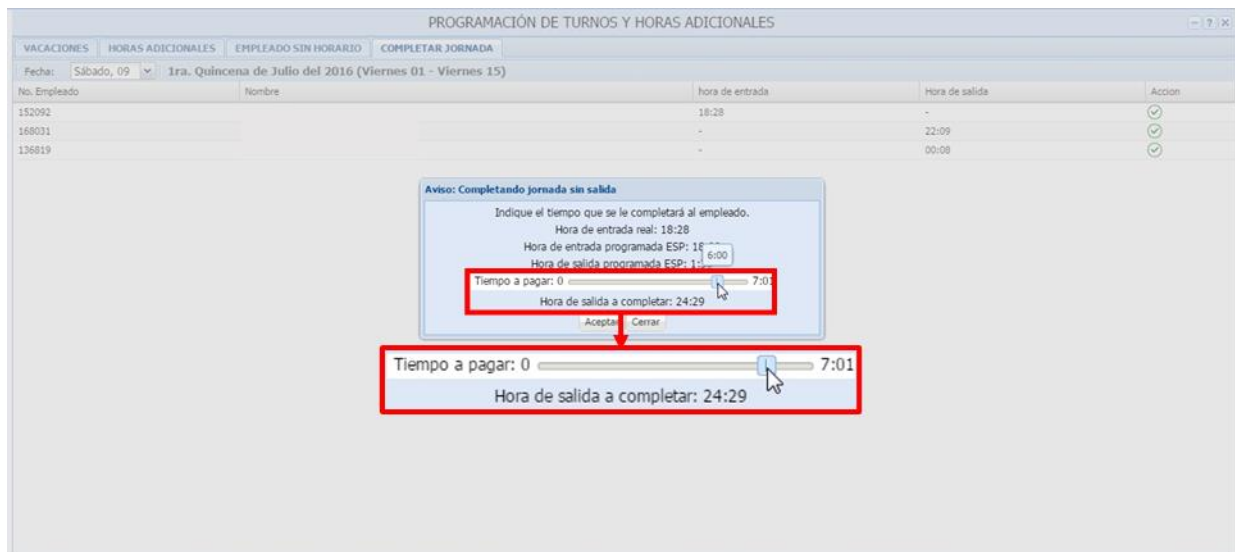 PROGRAMACIÓN DE TURNOS Y HORAS ADICIONALES
VACACIONES HORAS ADICIONALES EMPLEADO SIN HORARIO COMPLETAR JORNADA
Fecha: Sábado, 09 1ra. Quincena de Julio del 2016 (Viernes 01 - Viernes 15)
No. Empleado Nombre hora de entrada Hora de salida Accion
152092 18:28 -
168031 - 22:09
136819 - 00:08
Aviso: Completando jornada sin salida
Indique el tiempo que se le completará al empleado.
Hora de entrada real: 18:28
Hora de entrada programada ESP:
6:00
Hora de salida programada ESP:
Tiempo a pagar: 0 7:01
Hora de salida a completar: 24:29
Aceptar Cerrar
Tiempo a pagar: 0 7:01
Hora de salida a completar: 24:29